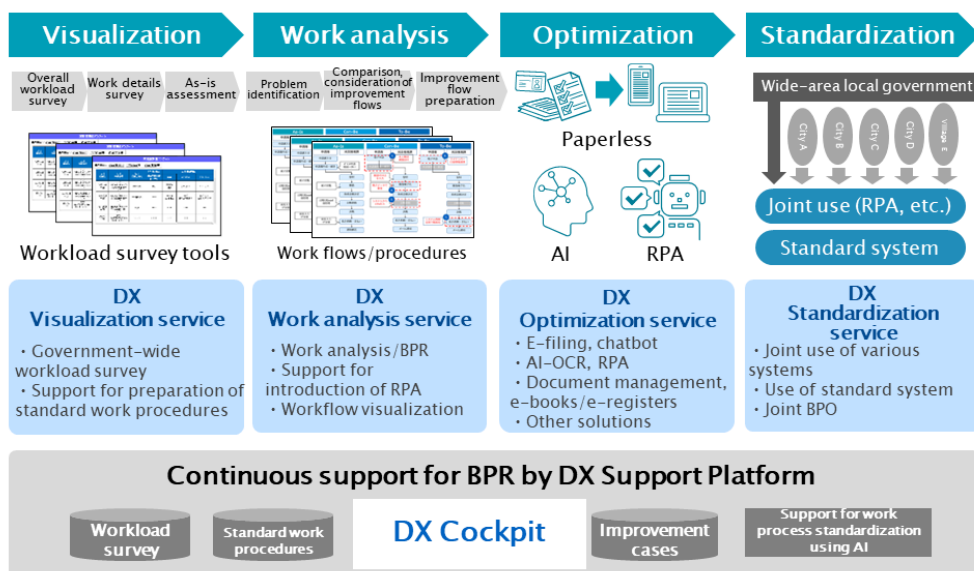 Visualization
Work analysis
Optimization
Standardization
Overall
workload
survey
Work details
survey
As-is
assessment
Problem
identification
Comparison,
consideration of
improvement
flows
Improvement
flow
preparation
Workload survey tools
Work flows/procedures
Paperless
AI
RPA
Wide-area local government
City A
City B
City C
City D
Village E
Joint use (RPA, etc.)
Standard system
DX
Visualization service
・Government-wide
workload survey
・Support for preparation of
standard work procedures
DX
Work analysis service
・Work analysis/BPR
・Support for
introduction of RPA
・Workflow visualization
DX
Optimization service
・E-filing, chatbot
・AI-OCR, RPA
・Document management,
e-books/e-registers
・Other solutions
DX
Standardization
service
・Joint use of various
systems
・Use of standard system
・Joint BPO
Continuous support for BPR by DX Support Platform
Workload
survey
Standard work
procedures
DX Cockpit
Improvement
cases
Support for work
process standardization
using AI